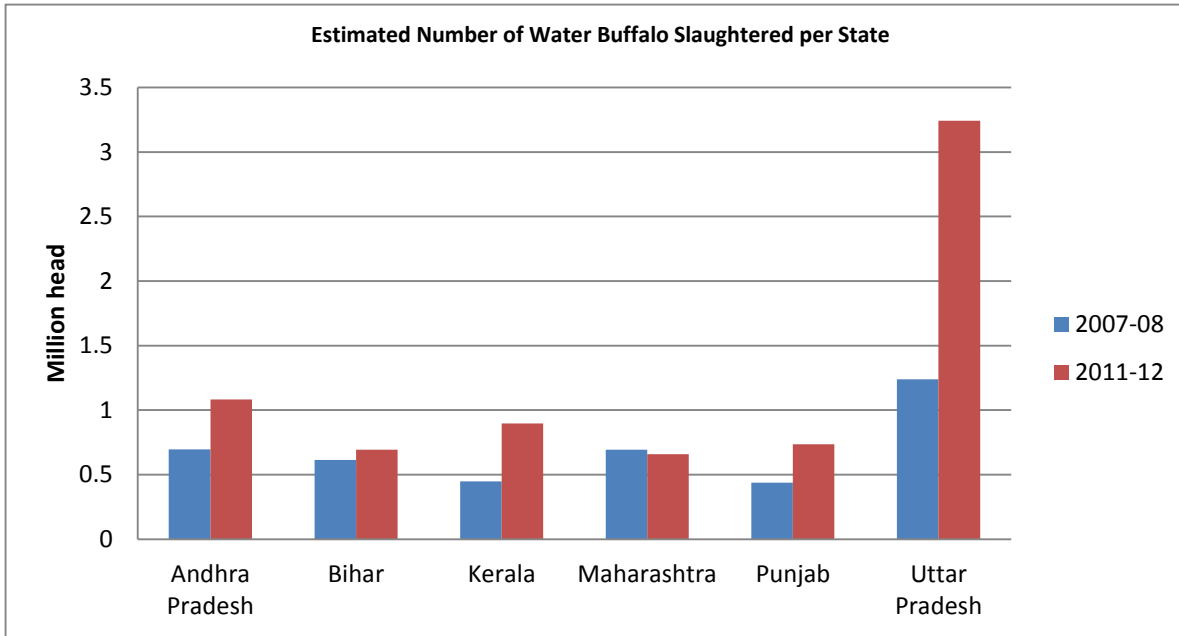 Estimated Number of Water Buffalo Slaughtered per State
3.5
3
2.5
2
1.5
1
0.5
0
Million head
Andhra
Pradesh
Bihar
Kerala
Maharashtra
Punjab
Uttar
Pradesh
2007-08
2011-12